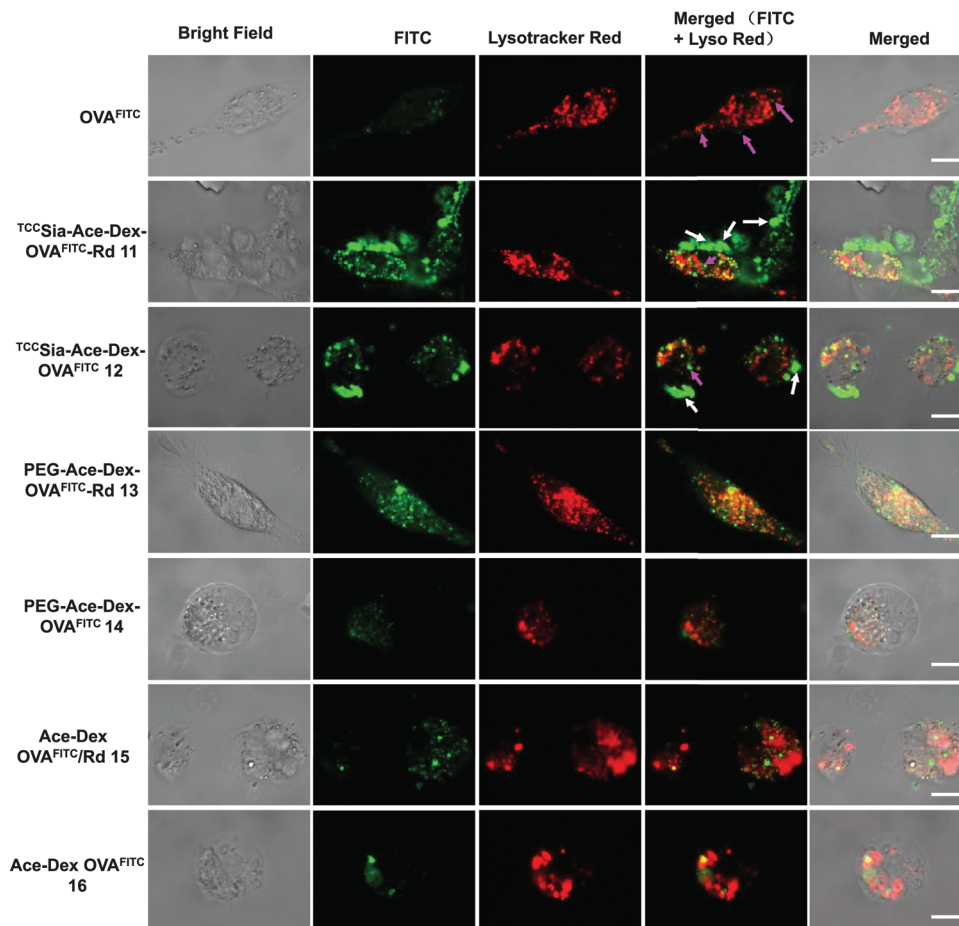 Bright Field
FITC
Lysotracker Red
Merged （FITC
+ Lyso Red）
Merged
OVAFITC
TCCSia-Ace-Dex-
OVAFITC-Rd 11
TCCSia-Ace-Dex-
OVAFITC 12
PEG-Ace-Dex-
OVAFITC-Rd 13
PEG-Ace-Dex-
OVAFITC 14
Ace-Dex
OVAFITC/Rd 15
Ace-Dex OVAFITC
16